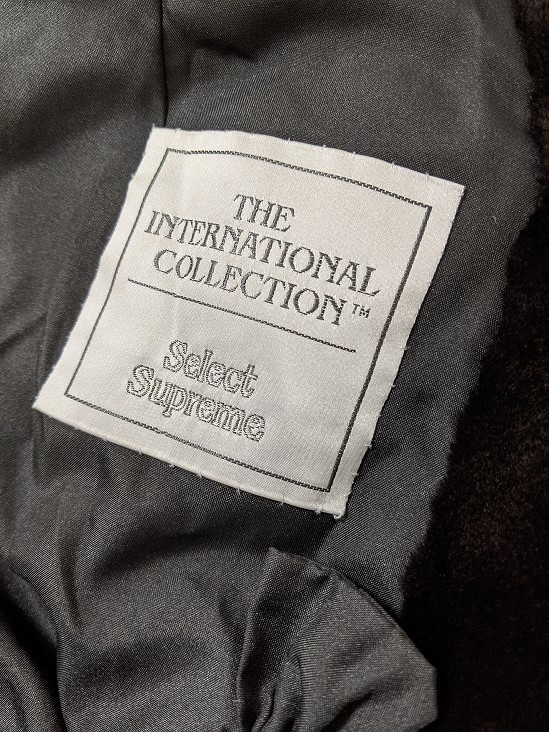 THE
INTERNATIONAL
COLLECTION™
Select
Supreme